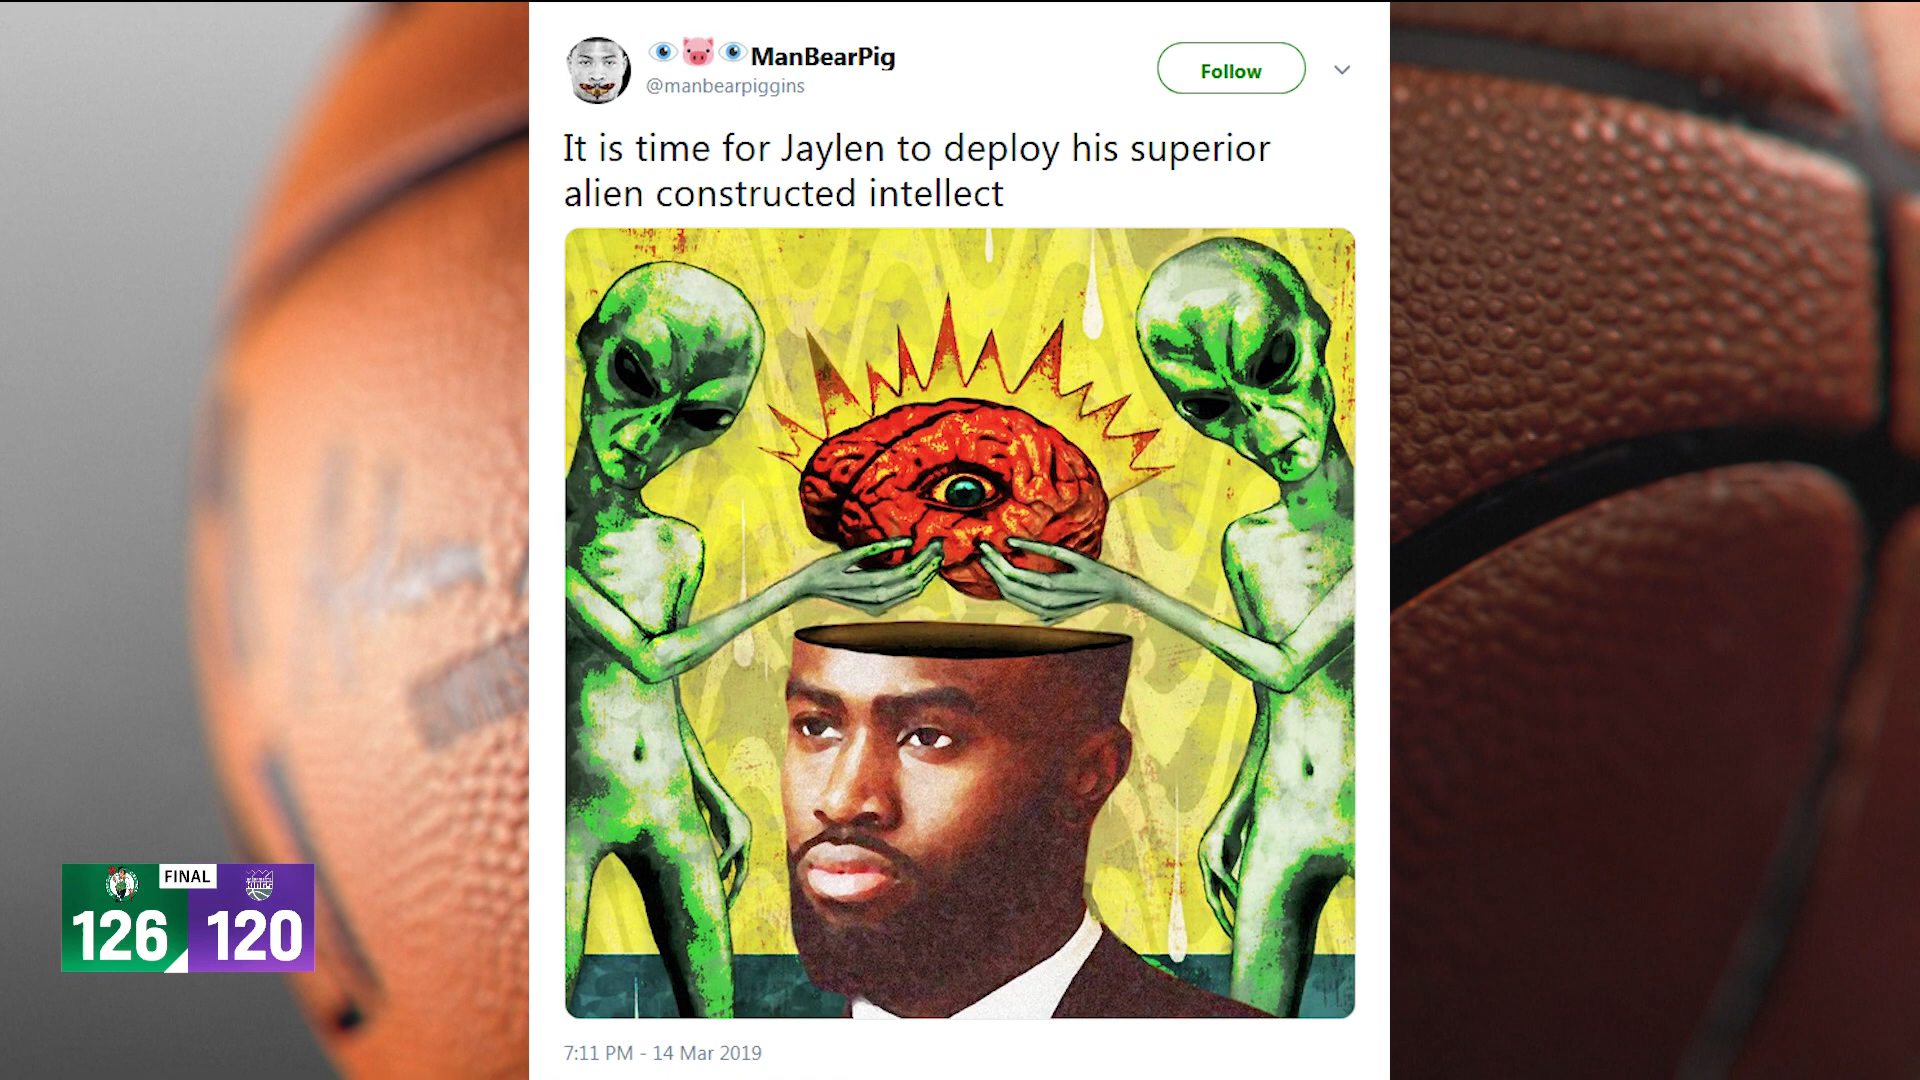 👁️🐷👁️ManBearPig
@manbearpiggins
Follow
It is time for Jaylen to deploy his superior
alien constructed intellect
FINAL
KINGS
126
120
7:11 PM - 14 Mar 2019